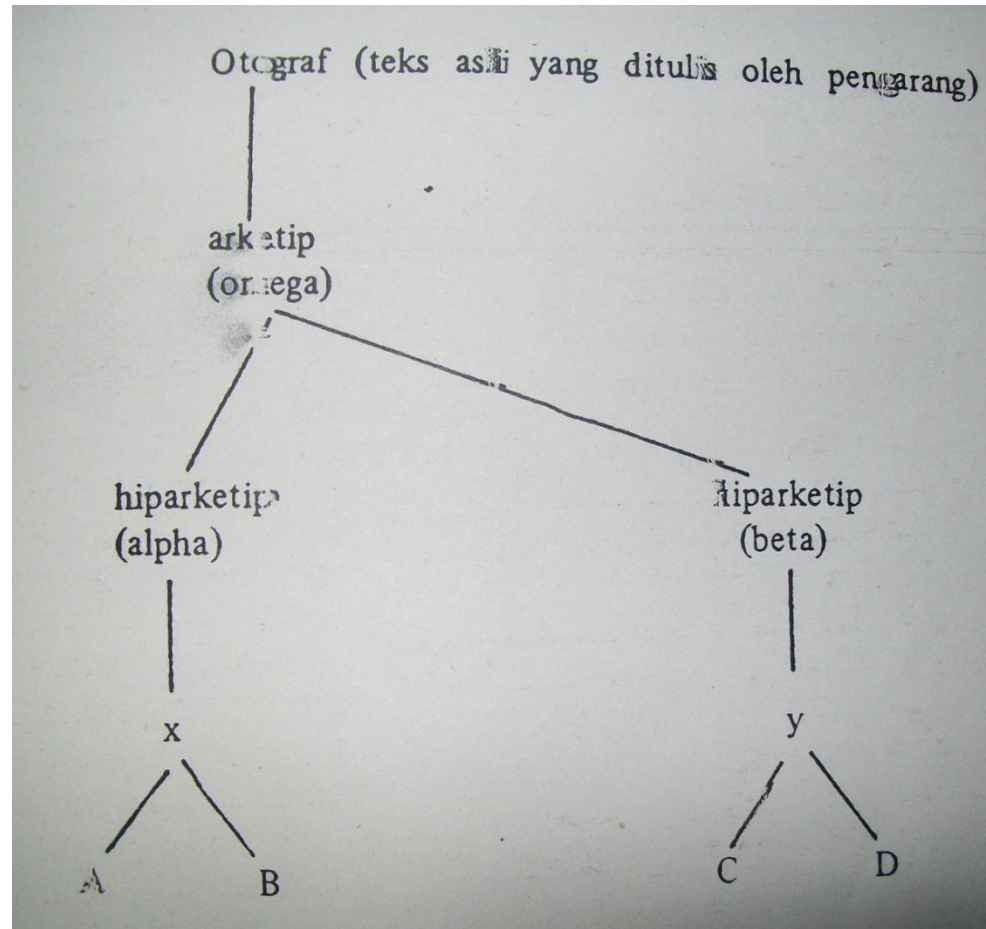 Otograf (teks asli yang ditulis oleh pengarang)
arketip
(omega)
hiparketip
hiparketip
(alpha)
(beta)
x
y
A
B
C
D